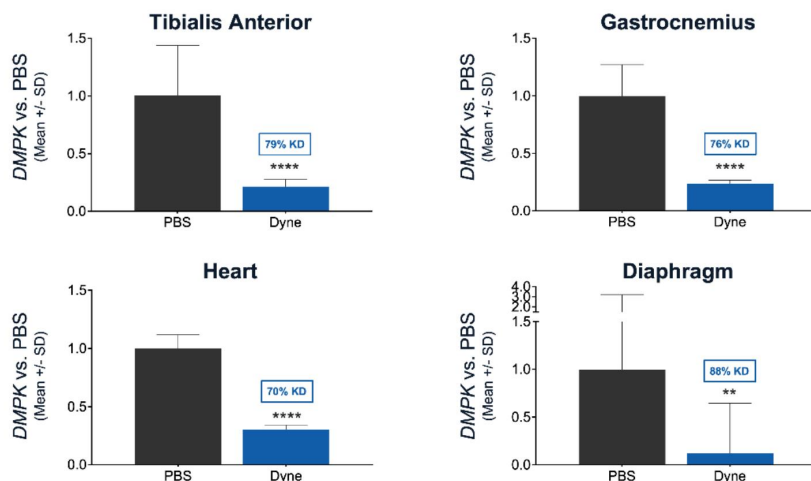 Tibialis Anterior
DMPK vs. PBS
(Mean +/- SD)
1.5
1.0
0.5
0.0
79% KD
****
PBS
Dyne
Gastrocnemius
DMPK vs. PBS
(Mean +/- SD)
1.5
1.0
0.5
0.0
76% KD
****
PBS
Dyne
Heart
DMPK vs. PBS
(Mean +/- SD)
1.5
1.0
0.5
0.0
70% KD
****
PBS
Dyne
Diaphragm
DMPK vs. PBS
(Mean +/- SD)
4.0
3.0
2.0
1.5
1.0
0.5
0.0
88% KD
**
PBS
Dyne